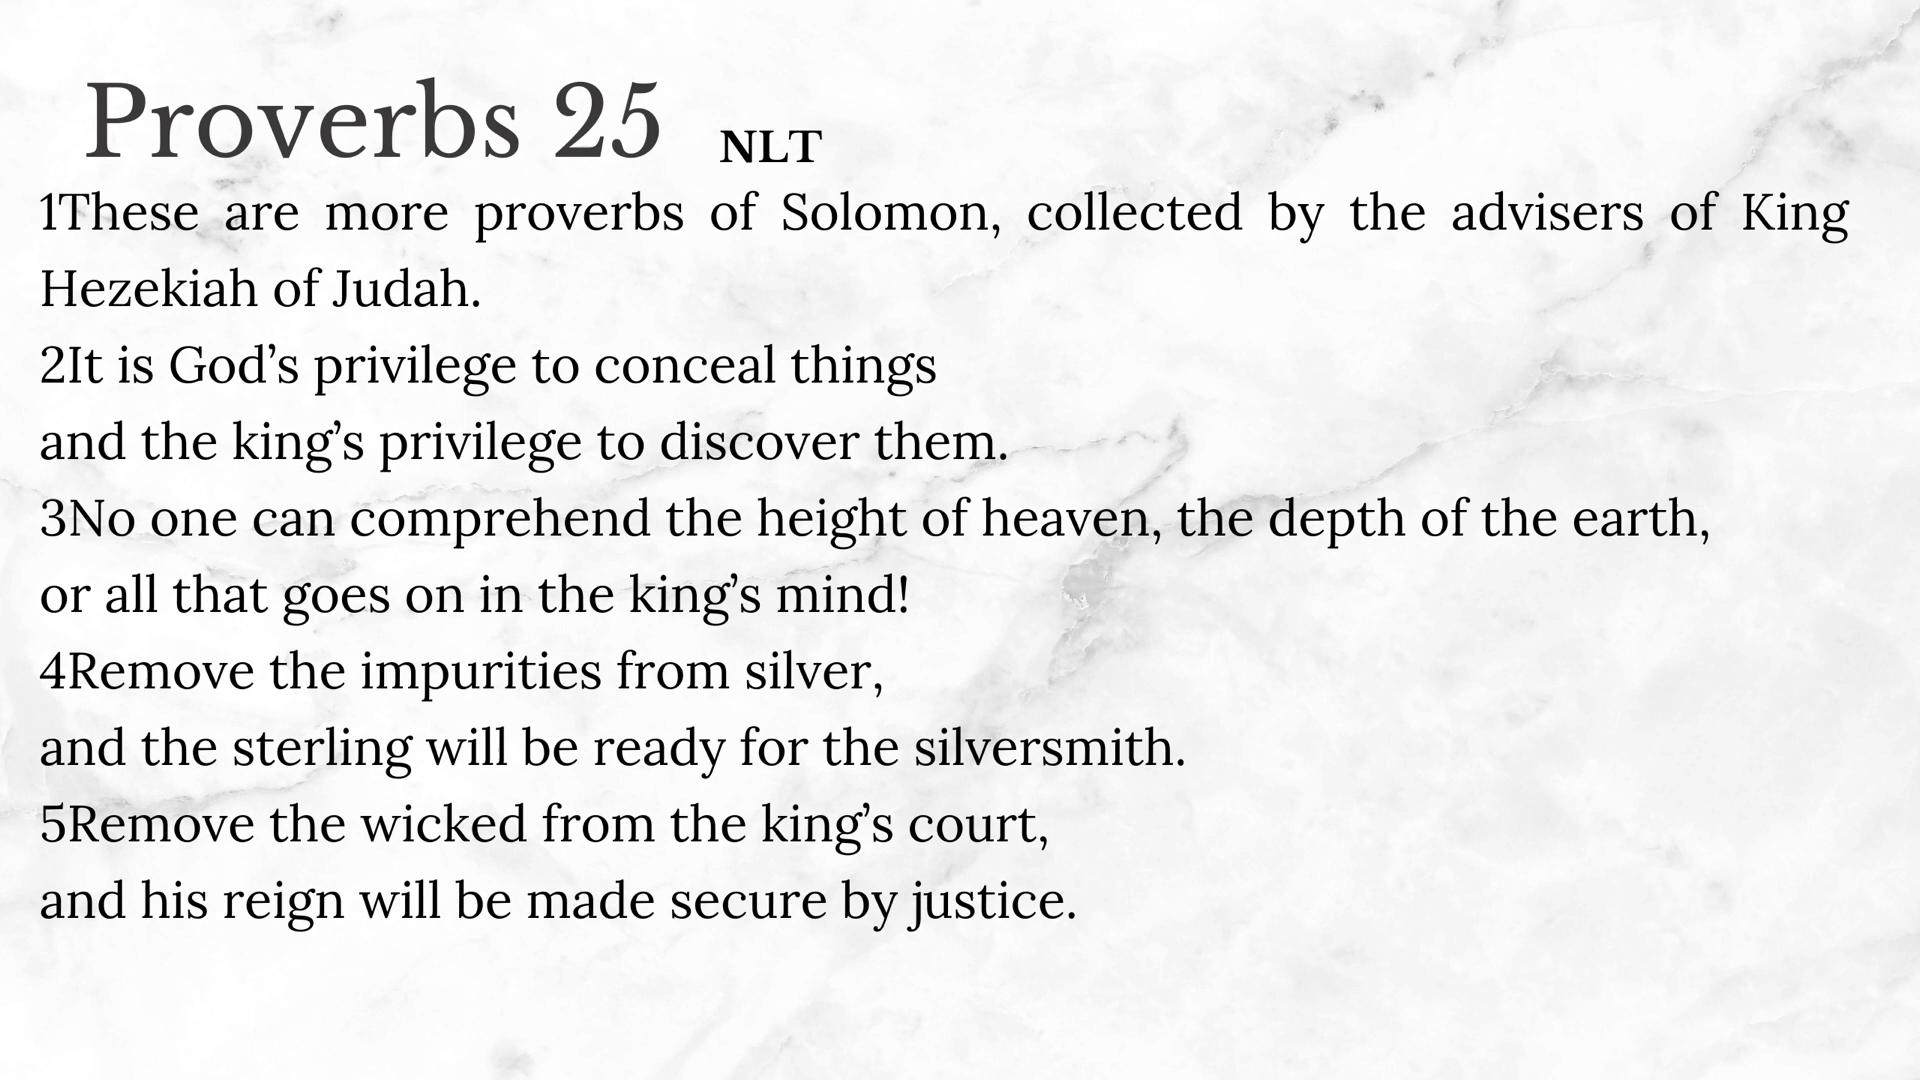 Proverbs 25 NLT
1These are more proverbs of Solomon, collected by the advisers of King
Hezekiah of Judah.
2It is God’s privilege to conceal things
and the king’s privilege to discover them.
3No one can comprehend the height of heaven, the depth of the earth,
or all that goes on in the king’s mind!
4Remove the impurities from silver,
and the sterling will be ready for the silversmith.
5Remove the wicked from the king’s court,
and his reign will be made secure by justice.